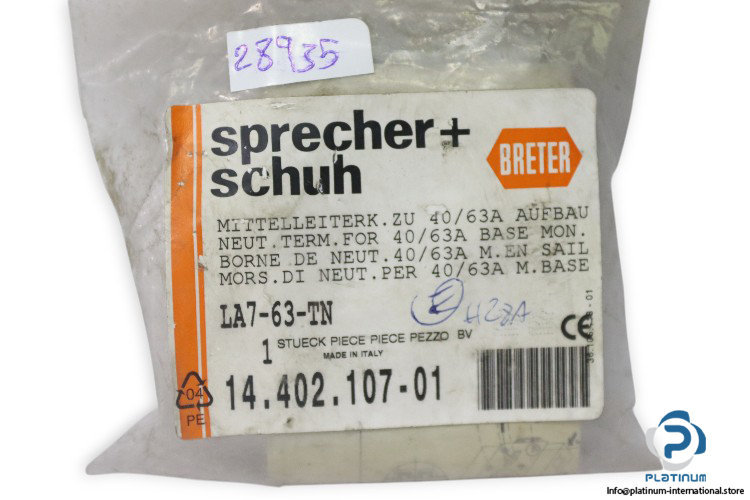 28935
sprecher+
schuh
BRETER
MITTELLEITERK.ZU 40/63A AUFBAU
NEUT.TERM.FOR 40/63A BASE MON.
BORNE DE NEUT.40/63A M.EN SAIL
MORS.DI NEUT.PER 40/63A M.BASE
LA7-63-TN
H28A
1 STUECK PIECE PIECE PEZZO BV
MADE IN ITALY
CE
14.402.107-01
04
PE
PLATINUM
Info@platinum-international.store